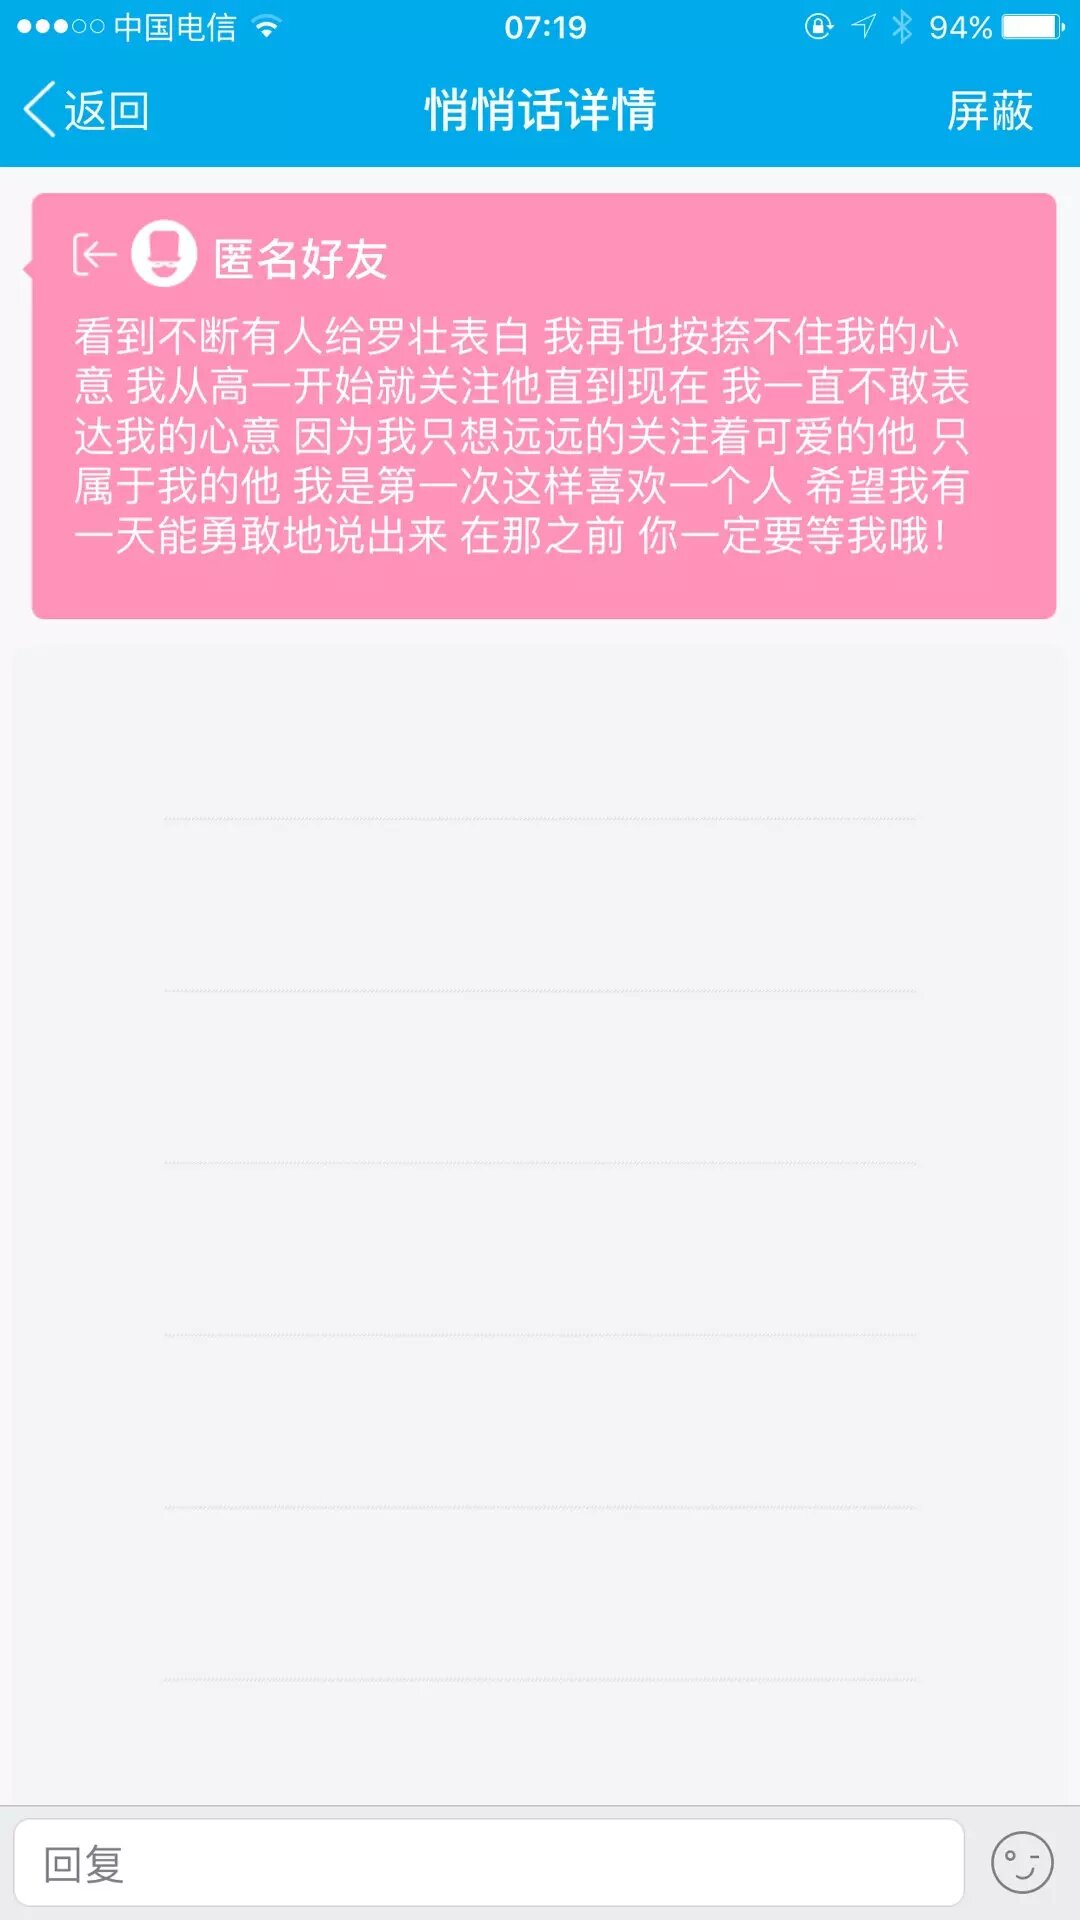 中国电信 07:19 94%
返回 悄悄话详情 屏蔽
匿名好友
看到不断有人给罗壮表白 我再也按捺不住我的心
意 我从高一开始就关注他直到现在 我一直不敢表
达我的心意 因为我只想远远的关注着可爱的他 只
属于我的他 我是第一次这样喜欢一个人 希望我有
一天能勇敢地说出来 在那之前 你一定要等我哦！
回复